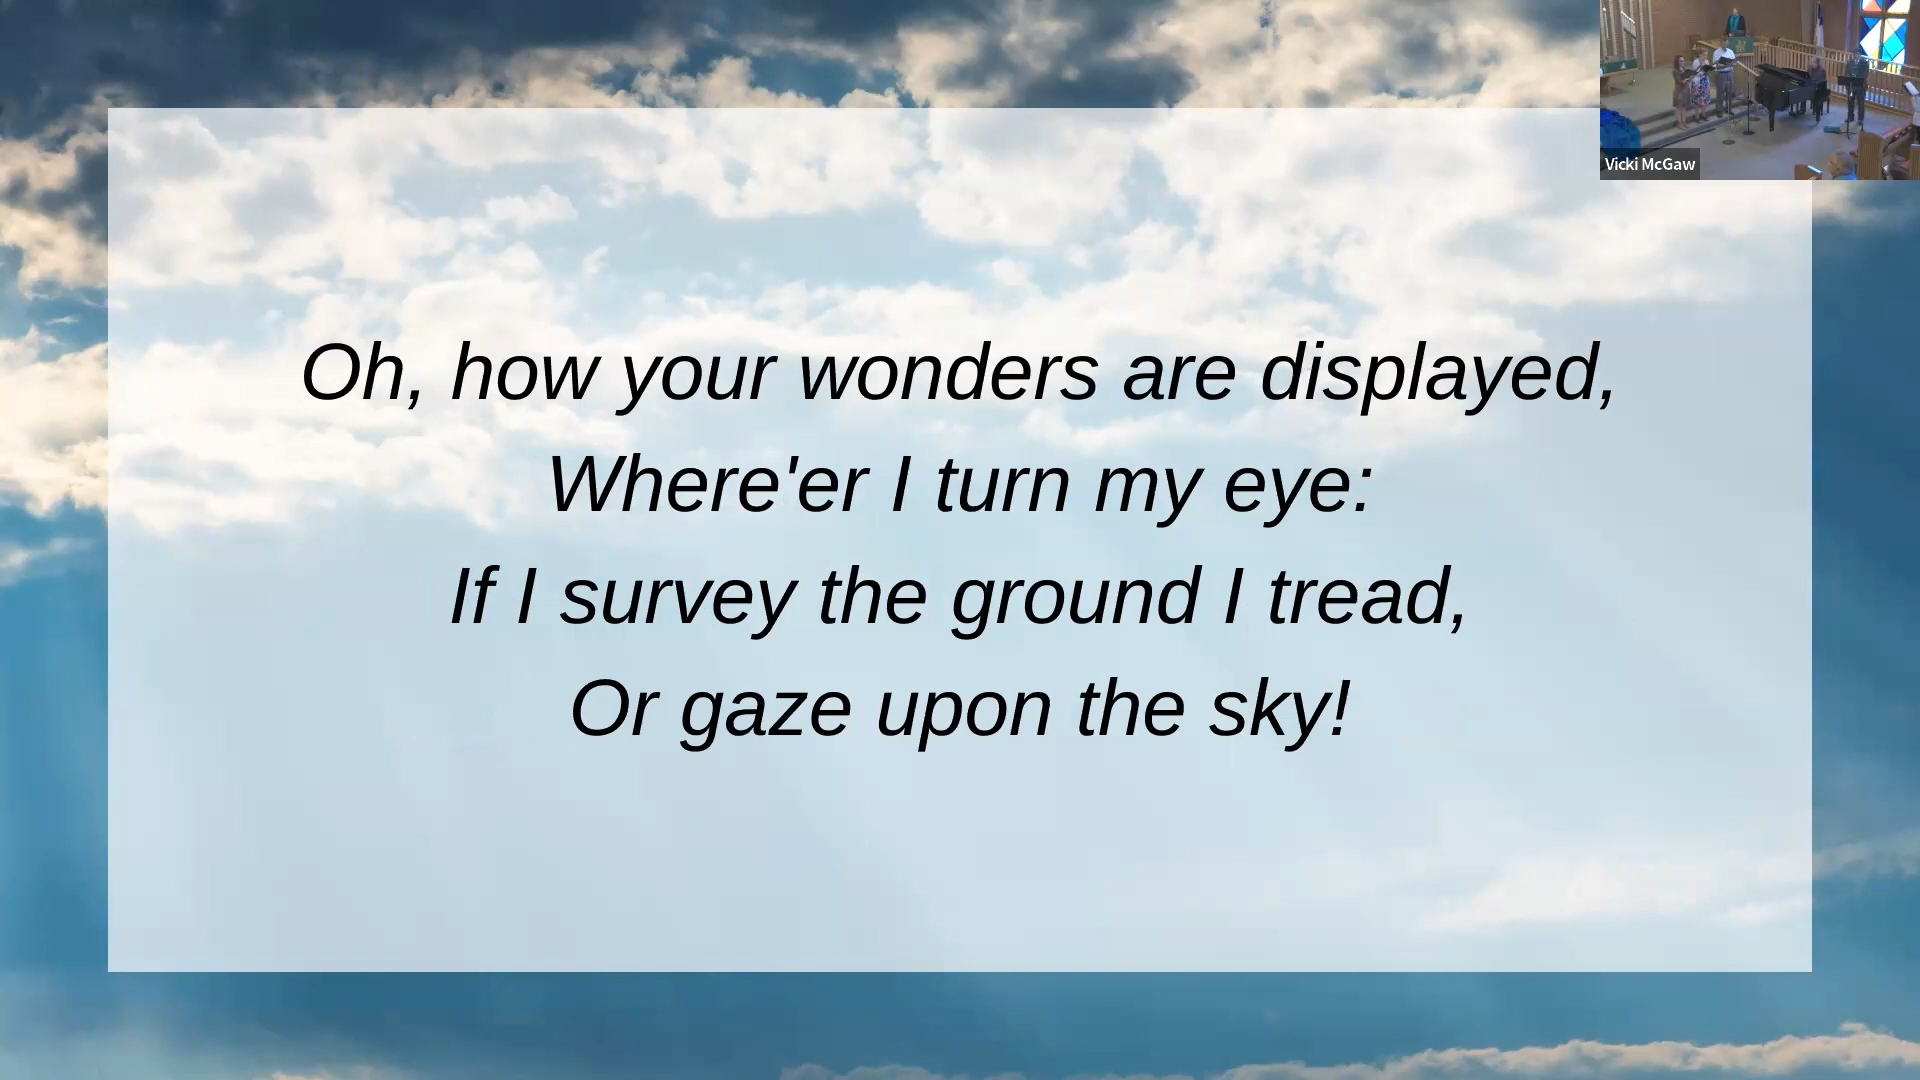 Vicki McGaw
Oh, how your wonders are displayed,
Where'er I turn my eye:
If I survey the ground I tread,
Or gaze upon the sky!